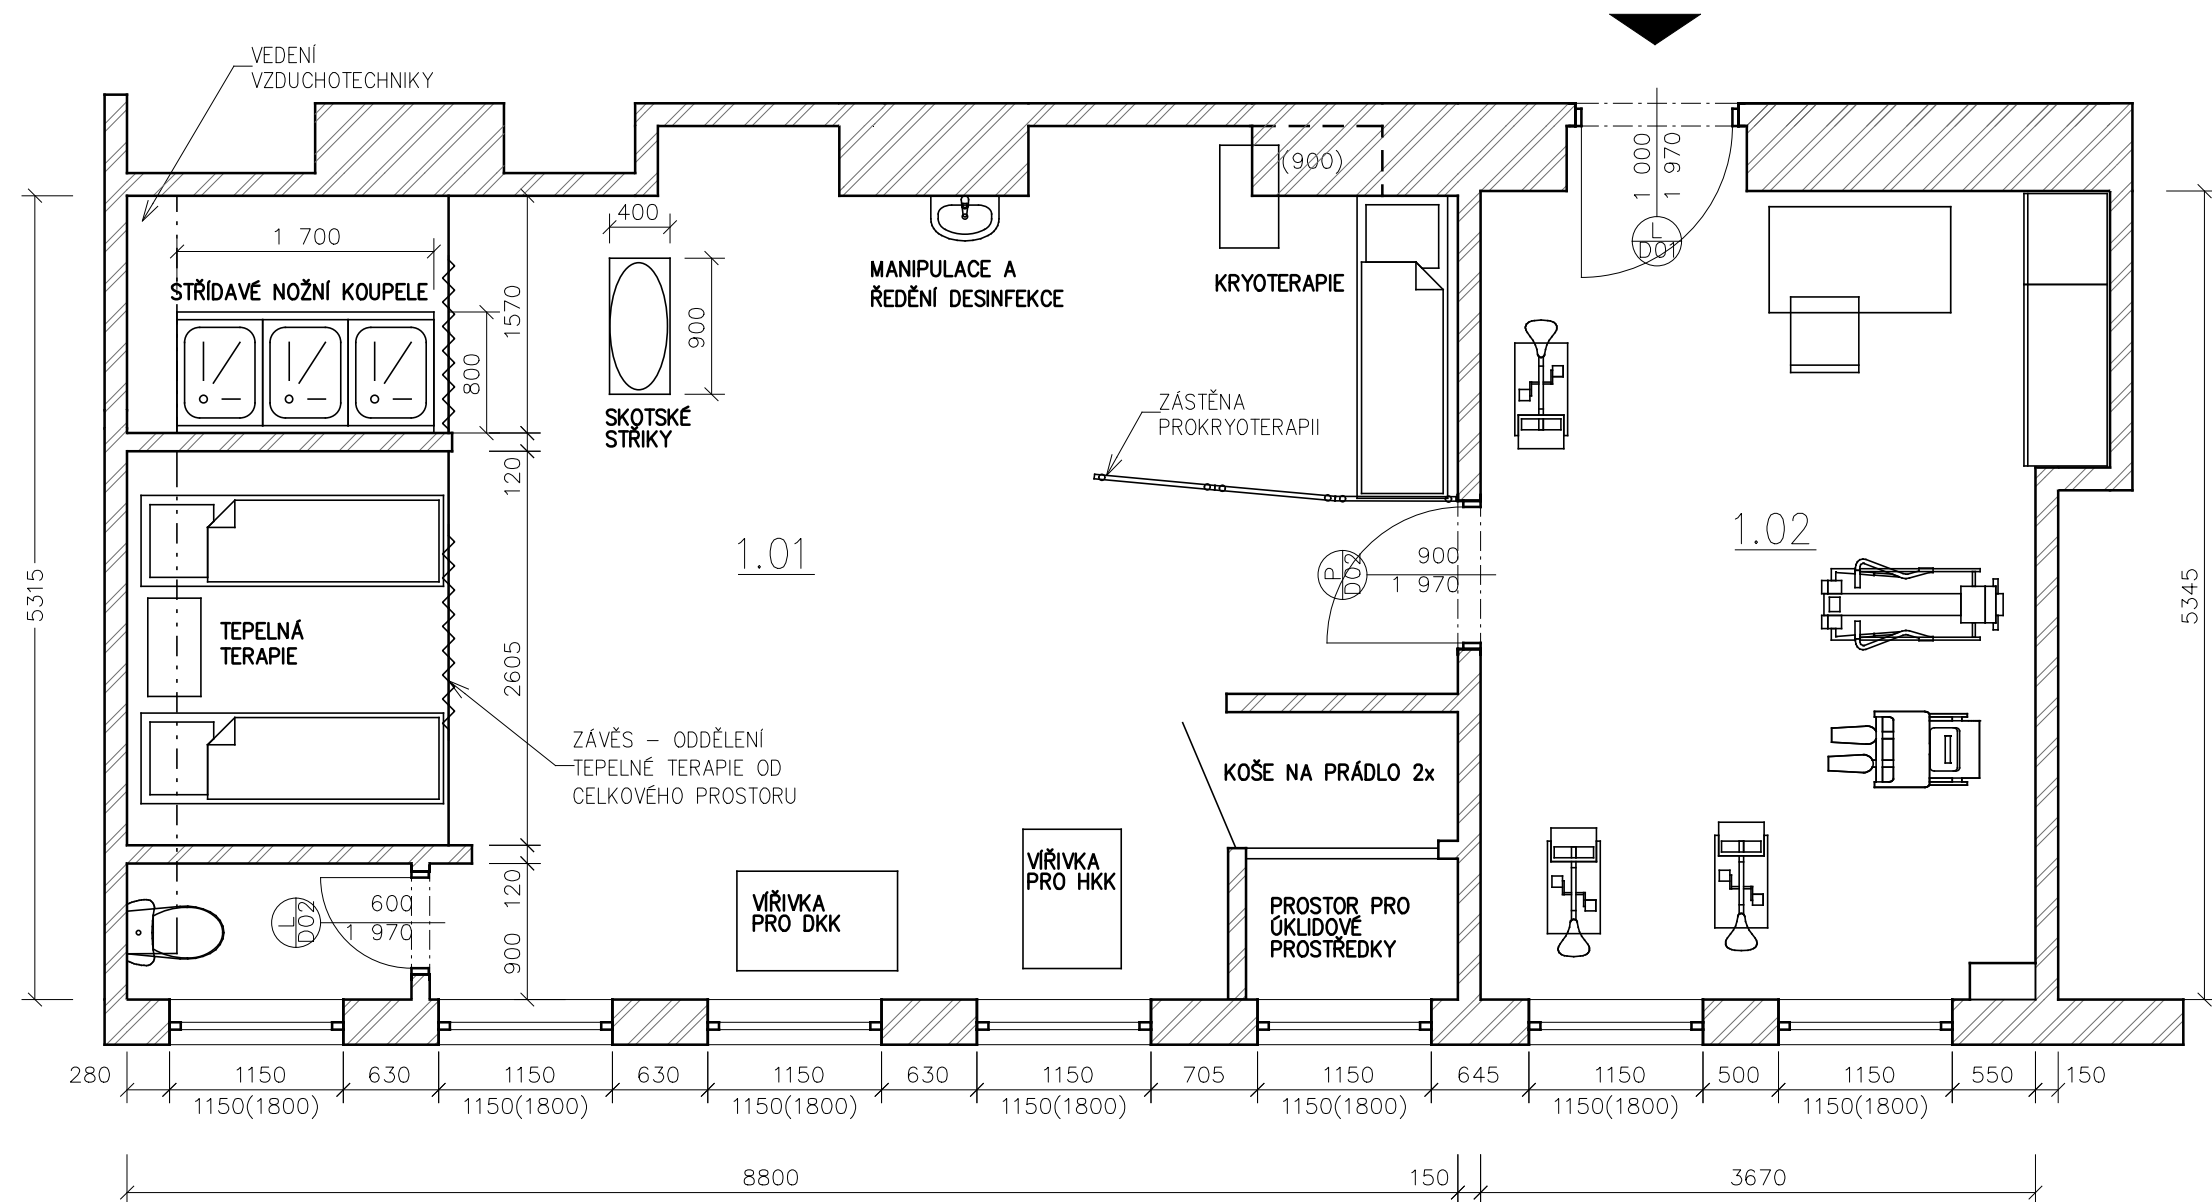 VEDENÍ
VZDUCHOTECHNIKY
1 000
1 970
L
D01
(900)
400
1 700
STŘÍDAVÉ NOŽNÍ KOUPELE
1570
800
900
MANIPULACE A
ŘEDĚNÍ DESINFEKCE
KRYOTERAPIE
SKOTSKÉ
STŘIKY
ZÁSTĚNA
PROKRYOTERAPII
120
1.01
1.02
P
D02
900
1 970
5315
5345
TEPELNÁ
TERAPIE
2605
ZÁVĚS – ODDĚLENÍ
TEPELNÉ TERAPIE OD
CELKOVÉHO PROSTORU
KOŠE NA PRÁDLO 2x
VÍŘIVKA
PRO HKK
VÍŘIVKA
PRO DKK
PROSTOR PRO
ÚKLIDOVÉ
PROSTŘEDKY
L
D02
600
1 970
120
900
280 1150 630 1150 630 1150 630 1150 705 1150 645 1150 500 1150 550 150
1150(1800) 1150(1800) 1150(1800) 1150(1800) 1150(1800) 1150(1800) 1150(1800)
8800 150 3670